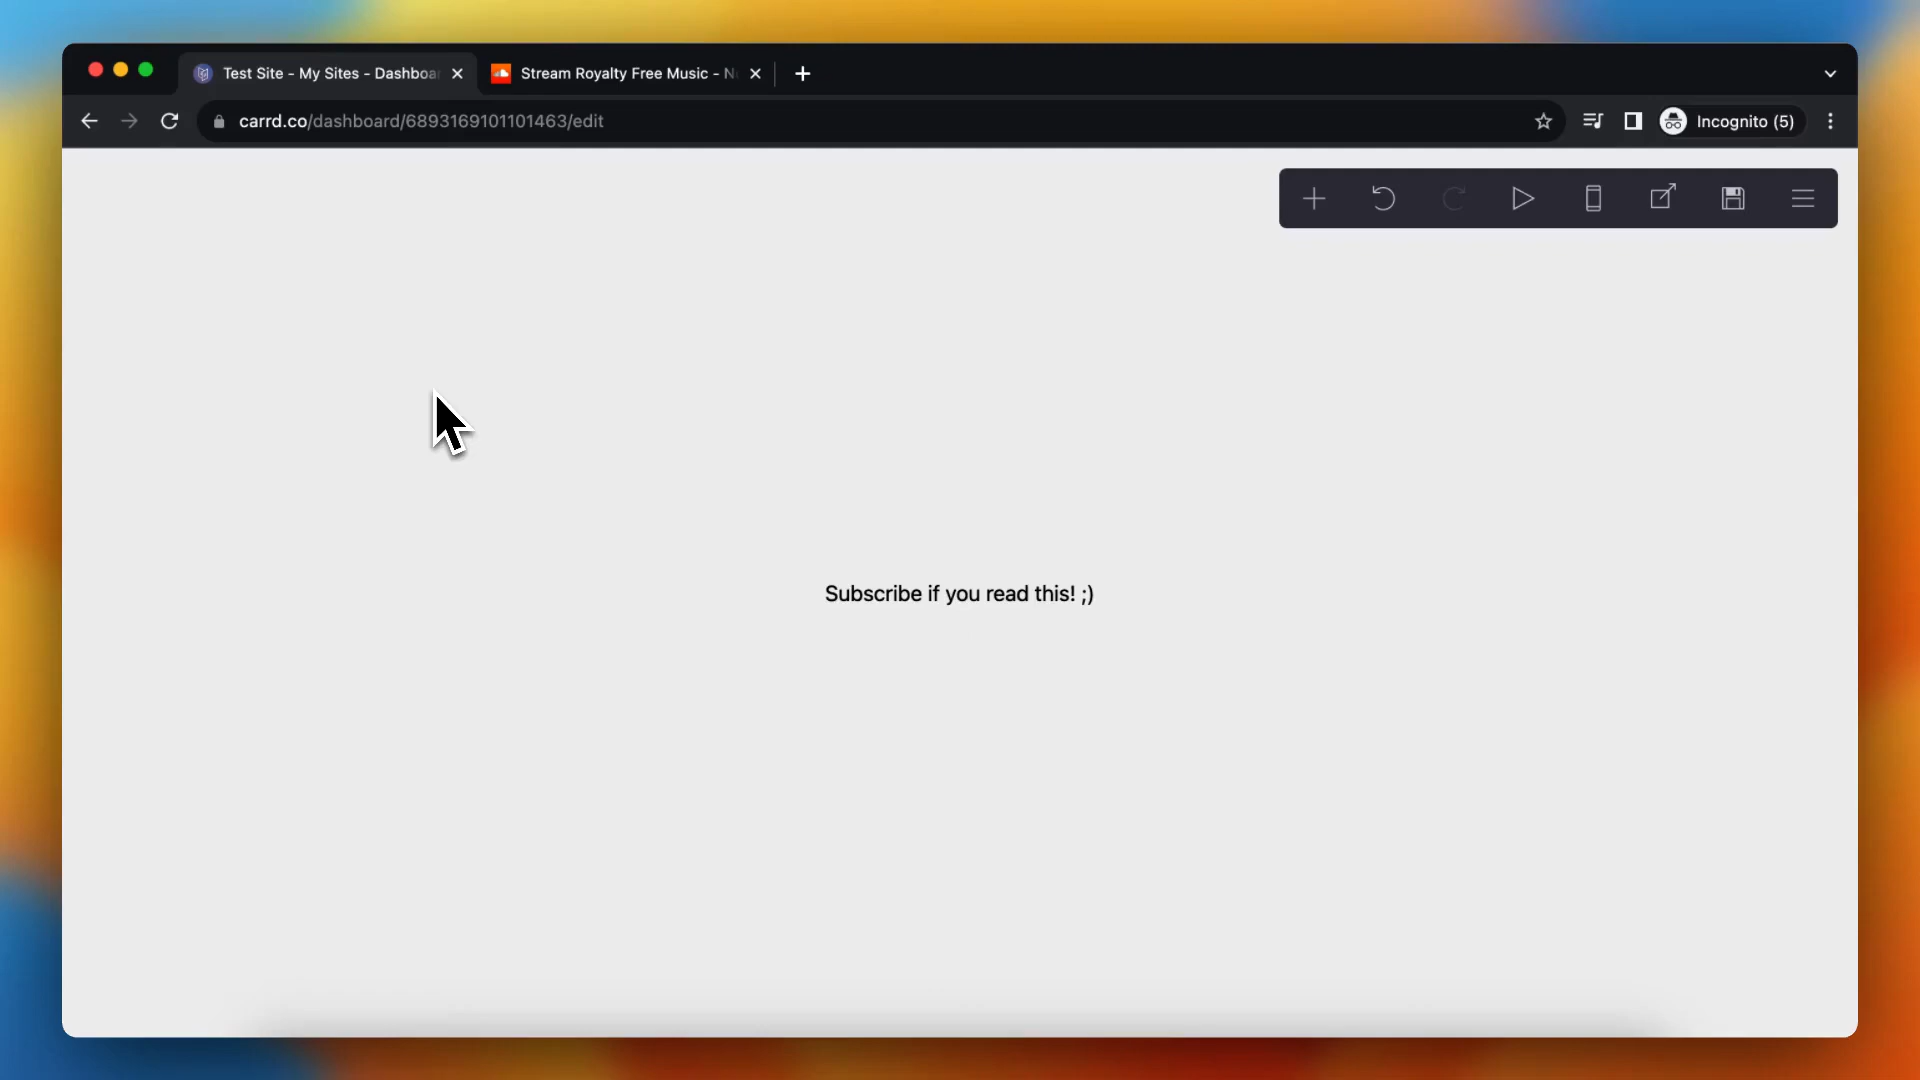 Test Site - My Sites - Dashboa
Stream Royalty Free Music - N
carrd.co/dashboard/6893169101101463/edit
Incognito (5)
Subscribe if you read this! ;)